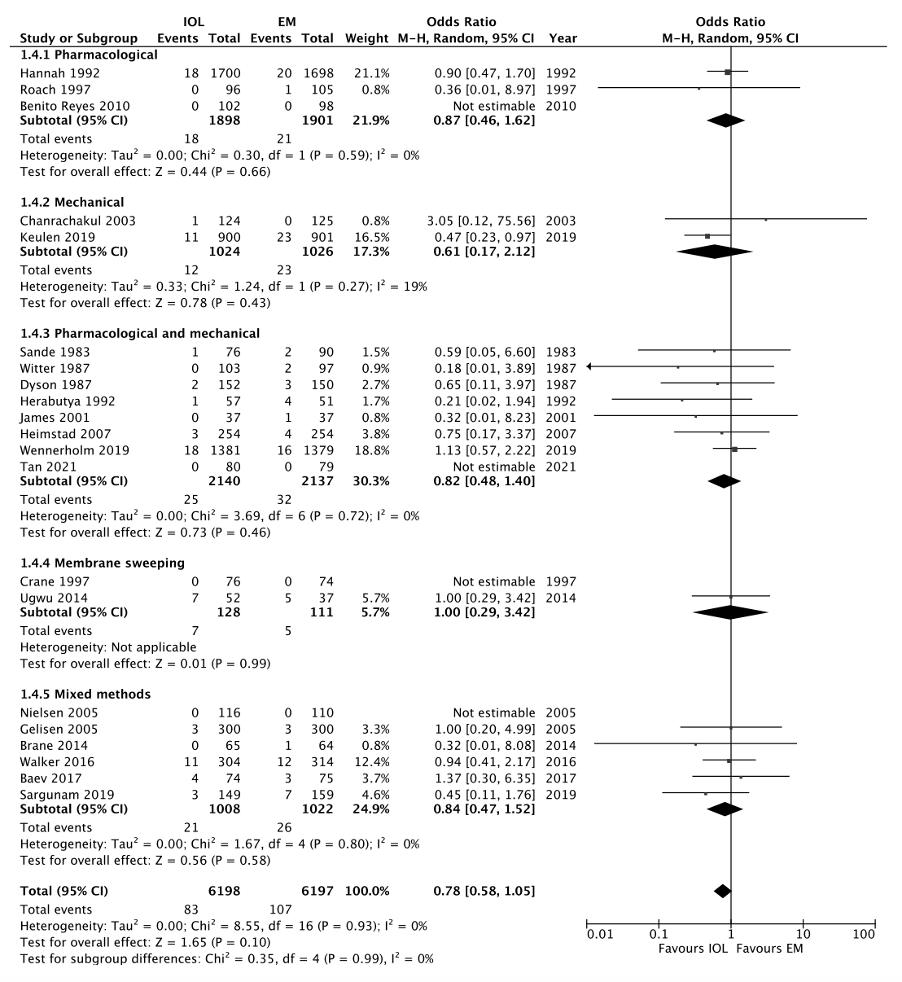 IOL EM Odds Ratio Odds Ratio
Study or Subgroup Events Total Events Total Weight M-H, Random, 95% CI Year M-H, Random, 95% CI
1.4.1 Pharmacological
Hannah 1992 18 1700 20 1698 21.1% 0.90 [0.47, 1.70] 1992
Roach 1997 0 96 1 105 0.8% 0.36 [0.01, 8.97] 1997
Benito Reyes 2010 0 102 0 98 Not estimable 2010
Subtotal (95% CI) 1898 1901 21.9% 0.87 [0.46, 1.62]
Total events 18 21
Heterogeneity: Tau² = 0.00; Chi² = 0.30, df = 1 (P = 0.59); I² = 0%
Test for overall effect: Z = 0.44 (P = 0.66)
1.4.2 Mechanical
Chanrachakul 2003 1 124 0 125 0.8% 3.05 [0.12, 75.56] 2003
Keulen 2019 11 900 23 901 16.5% 0.47 [0.23, 0.97] 2019
Subtotal (95% CI) 1024 1026 17.3% 0.61 [0.17, 2.12]
Total events 12 23
Heterogeneity: Tau² = 0.33; Chi² = 1.24, df = 1 (P = 0.27); I² = 19%
Test for overall effect: Z = 0.78 (P = 0.43)
1.4.3 Pharmacological and mechanical
Sande 1983 1 76 2 90 1.5% 0.59 [0.05, 6.60] 1983
Witter 1987 0 103 2 97 0.9% 0.18 [0.01, 3.89] 1987
Dyson 1987 2 152 3 150 2.7% 0.65 [0.11, 3.97] 1987
Herabutya 1992 1 57 4 51 1.6% 0.21 [0.02, 1.94] 1992
James 2001 0 37 1 37 0.8% 0.32 [0.01, 8.23] 2001
Heimstad 2007 3 254 4 254 3.8% 0.75 [0.17, 3.37] 2007
Wennerholm 2019 18 1381 16 1379 18.8% 1.13 [0.57, 2.22] 2019
Tan 2021 0 80 0 79 Not estimable 2021
Subtotal (95% CI) 2140 2137 30.3% 0.82 [0.48, 1.40]
Total events 25 32
Heterogeneity: Tau² = 0.00; Chi² = 3.69, df = 6 (P = 0.72); I² = 0%
Test for overall effect: Z = 0.73 (P = 0.46)
1.4.4 Membrane sweeping
Crane 1997 0 76 0 74 Not estimable 1997
Ugwu 2014 7 52 5 37 5.7% 1.00 [0.29, 3.42] 2014
Subtotal (95% CI) 128 111 5.7% 1.00 [0.29, 3.42]
Total events 7 5
Heterogeneity: Not applicable
Test for overall effect: Z = 0.01 (P = 0.99)
1.4.5 Mixed methods
Nielsen 2005 0 116 0 110 Not estimable 2005
Gelisen 2005 3 300 3 300 3.3% 1.00 [0.20, 4.99] 2005
Brane 2014 0 65 1 64 0.8% 0.32 [0.01, 8.08] 2014
Walker 2016 11 304 12 314 12.4% 0.94 [0.41, 2.17] 2016
Baev 2017 4 74 3 75 3.7% 1.37 [0.30, 6.35] 2017
Sargunam 2019 3 149 7 159 4.6% 0.45 [0.11, 1.76] 2019
Subtotal (95% CI) 1008 1022 24.9% 0.84 [0.47, 1.52]
Total events 21 26
Heterogeneity: Tau² = 0.00; Chi² = 1.67, df = 4 (P = 0.80); I² = 0%
Test for overall effect: Z = 0.56 (P = 0.58)
Total (95% CI) 6198 6197 100.0% 0.78 [0.58, 1.05]
Total events 83 107
Heterogeneity: Tau² = 0.00; Chi² = 8.55, df = 16 (P = 0.93); I² = 0%
Test for overall effect: Z = 1.65 (P = 0.10)
Test for subgroup differences: Chi² = 0.35, df = 4 (P = 0.99), I² = 0%
0.01 0.1 1 10 100
Favours IOL Favours EM